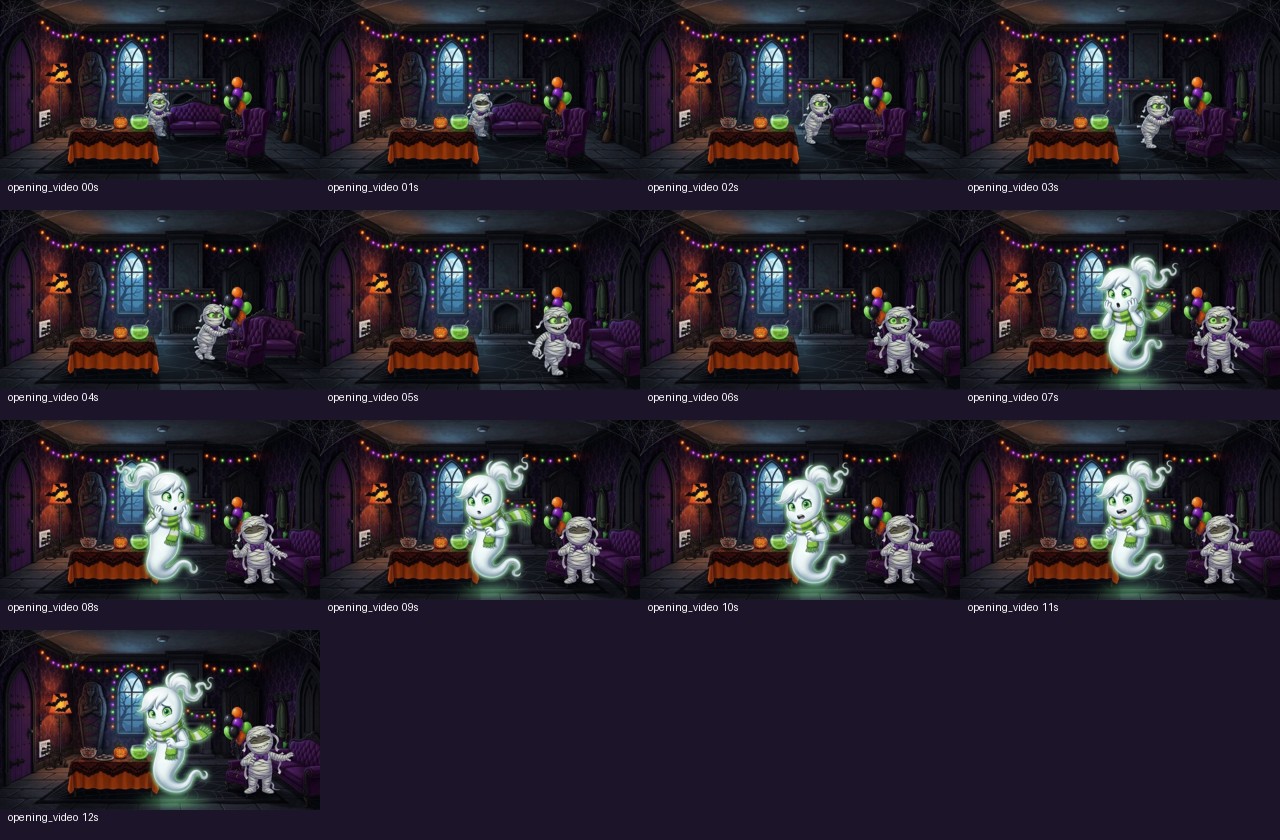 opening_video 00s
opening_video 01s
opening_video 02s
opening_video 03s
opening_video 04s
opening_video 05s
opening_video 06s
opening_video 07s
opening_video 08s
opening_video 09s
opening_video 10s
opening_video 11s
opening_video 12s